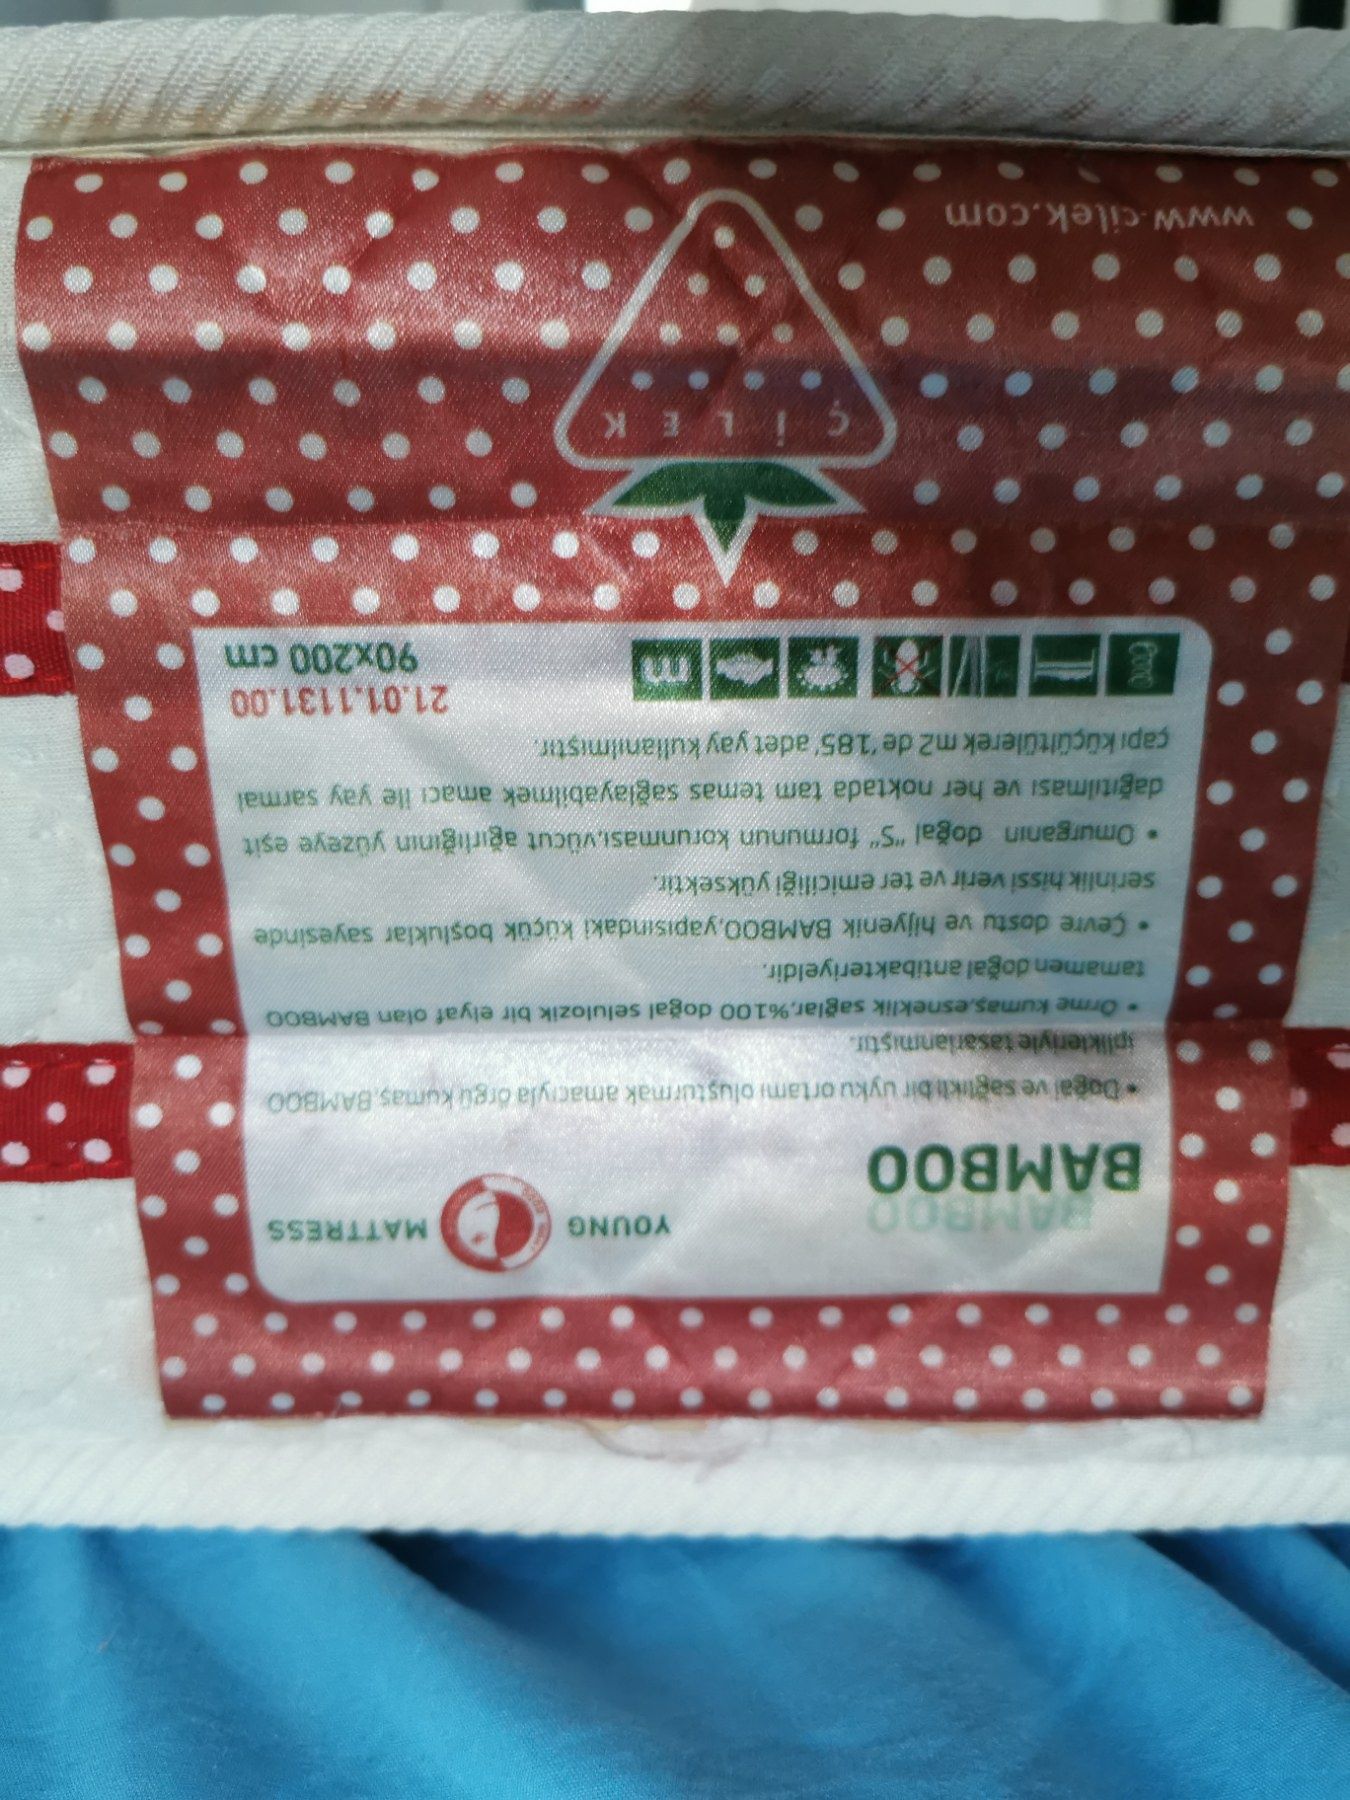 BAMBOO
BAMBOO
YOUNG MATTRESS
• Doğal ve sağlıklı bir uyku ortamı oluşturmak amacıyla örgü kumaş, BAMBOO
iplikleriyle tasarlanmıştır.
• Örme kumaş,esneklik sağlar,%100 doğal selulozik bir elyaf olan BAMBOO
tamamen doğal antibakteriyeldir.
• Çevre dostu ve hijyenik BAMBOO,yapısındaki küçük boşluklar sayesinde
serinlik hissi verir ve ter emiciliği yüksektir.
• Omurganın doğal "S" formunun korunması,vücut ağırlığının yüzeye eşit
dağıtılması ve her noktada tam temas sağlayabilmek amacı ile yay sarmal
çapı küçültülerek m2 de '185' adet yay kullanılmıştır.
21.01.1131.00
90x200 cm
m
ÇİLEK
www.cilek.com